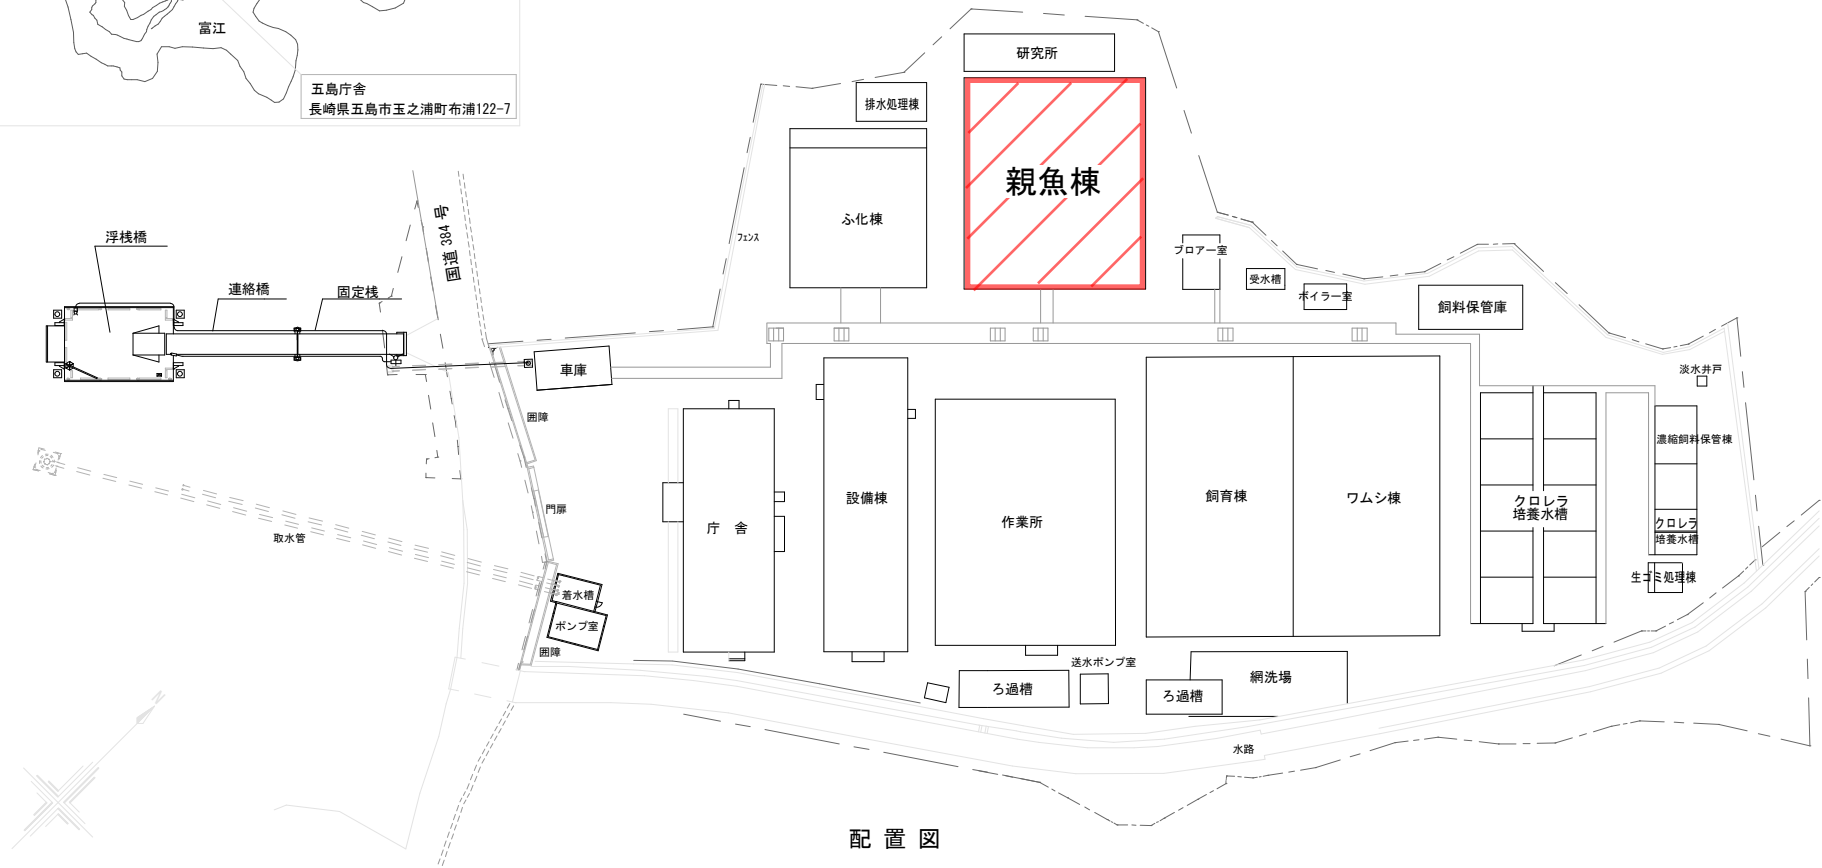 富江
五島庁舎
長崎県五島市玉之浦町布浦122-7
研究所
排水処理棟
親魚棟
ふ化棟
国道 384 号
フェンス
浮桟橋
連絡橋
固定桟
ブロアー室
受水槽
ボイラー室
飼料保管庫
車庫
淡水井戸
囲障
濃縮飼料保管棟
設備棟
飼育棟
ワムシ棟
クロレラ
培養水槽
門扉
庁 舎
作業所
クロレラ
培養水槽
取水管
生ゴミ処理棟
着水槽
ポンプ室
囲障
送水ポンプ室
ろ過槽
網洗場
ろ過槽
N
水路
配 置 図